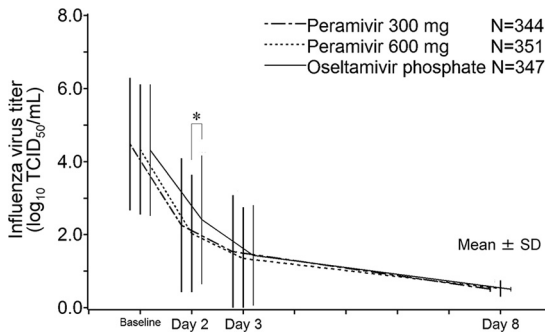 Peramivir 300 mg N=344
Peramivir 600 mg N=351
Oseltamivir phosphate N=347
Influenza virus titer
(log10 TCID50/mL)
8.0
6.0
4.0
2.0
0.0
*
Mean ± SD
Baseline Day 2 Day 3 Day 8